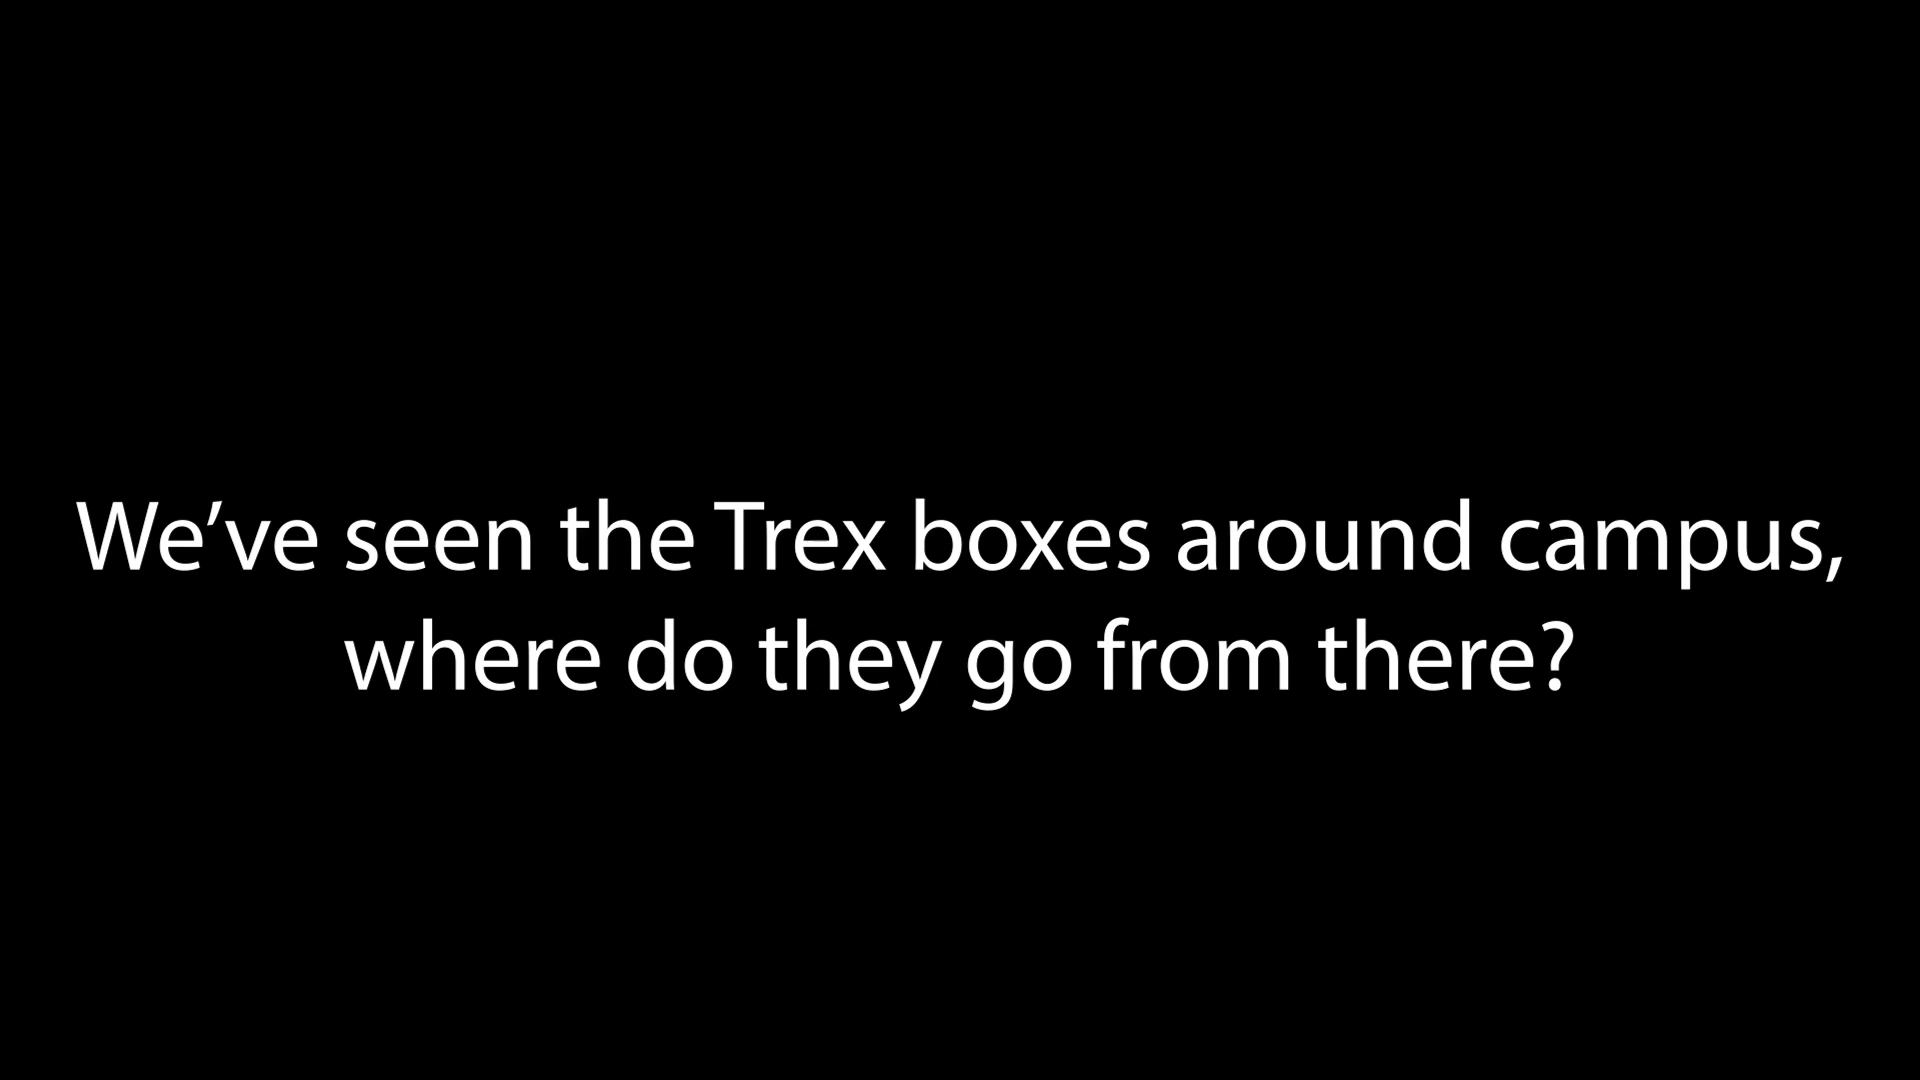 We’ve seen the Trex boxes around campus,
where do they go from there?